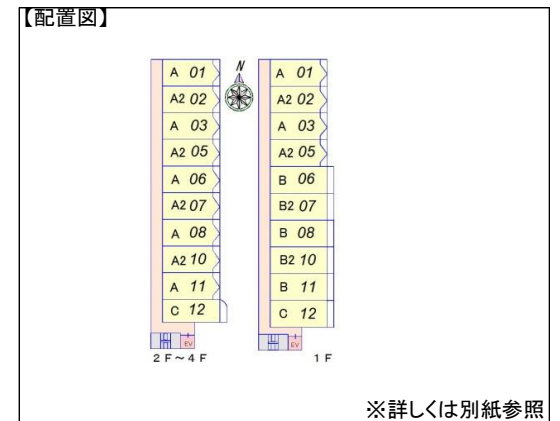 【配置図】
N
A 01
A2 02
A 03
A2 05
A 06
A2 07
A 08
A2 10
A 11
C 12
EV
2F~4F
A 01
A2 02
A 03
A2 05
B 06
B2 07
B 08
B2 10
B 11
C 12
EV
1F
※詳しくは別紙参照